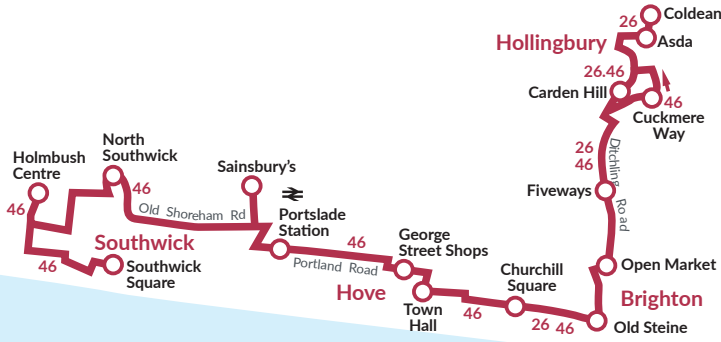 26
Coldean
Hollingbury
Asda
26.46
Carden Hill
46
Cuckmere
Way
North
Southwick
Holmbush
Centre
Sainsbury's
26
46
Ditchling Road
46
46
Old Shoreham Rd
Fiveways
Portslade
Station
Southwick
46
George
Street Shops
46
Southwick
Square
Portland Road
Churchill
Square
Open Market
Hove
Brighton
Town
Hall
46
26 46
Old Steine